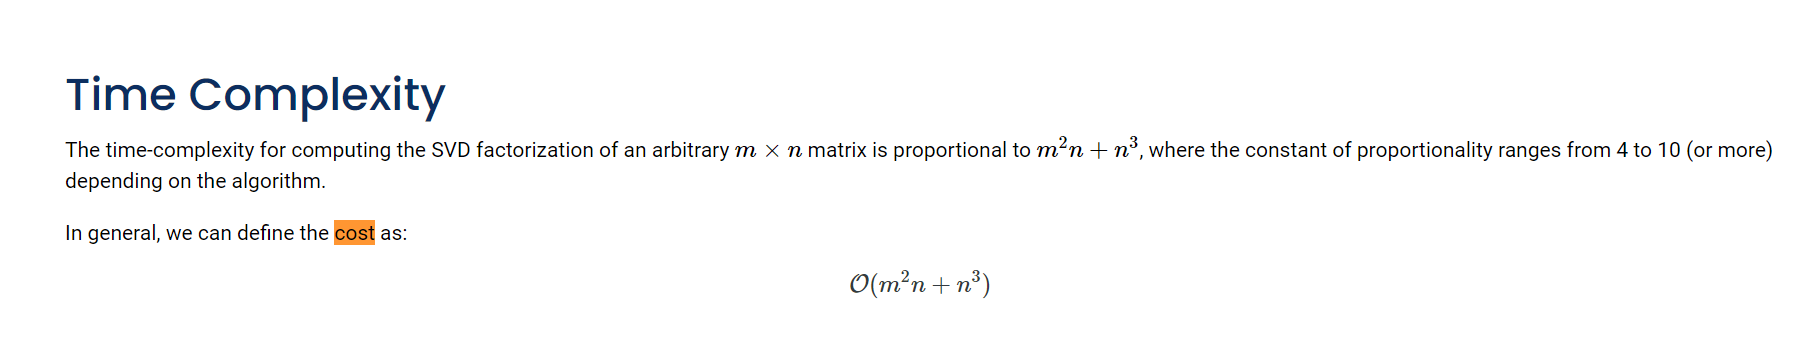 Time Complexity
The time-complexity for computing the SVD factorization of an arbitrary m × n matrix is proportional to m²n + n³, where the constant of proportionality ranges from 4 to 10 (or more)
depending on the algorithm.
In general, we can define the cost as:
𝒪(m²n + n³)